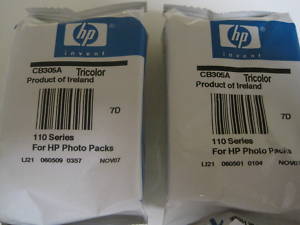 hp
invent
CB305A Tricolor
Product of Ireland
7D
110 Series
For HP Photo Packs
LJ21 060509 0357 NOV07
hp
invent
CB305A Tricolor
Product of Ireland
7D
110 Series
For HP Photo Packs
LJ21 060501 0104 NOV07